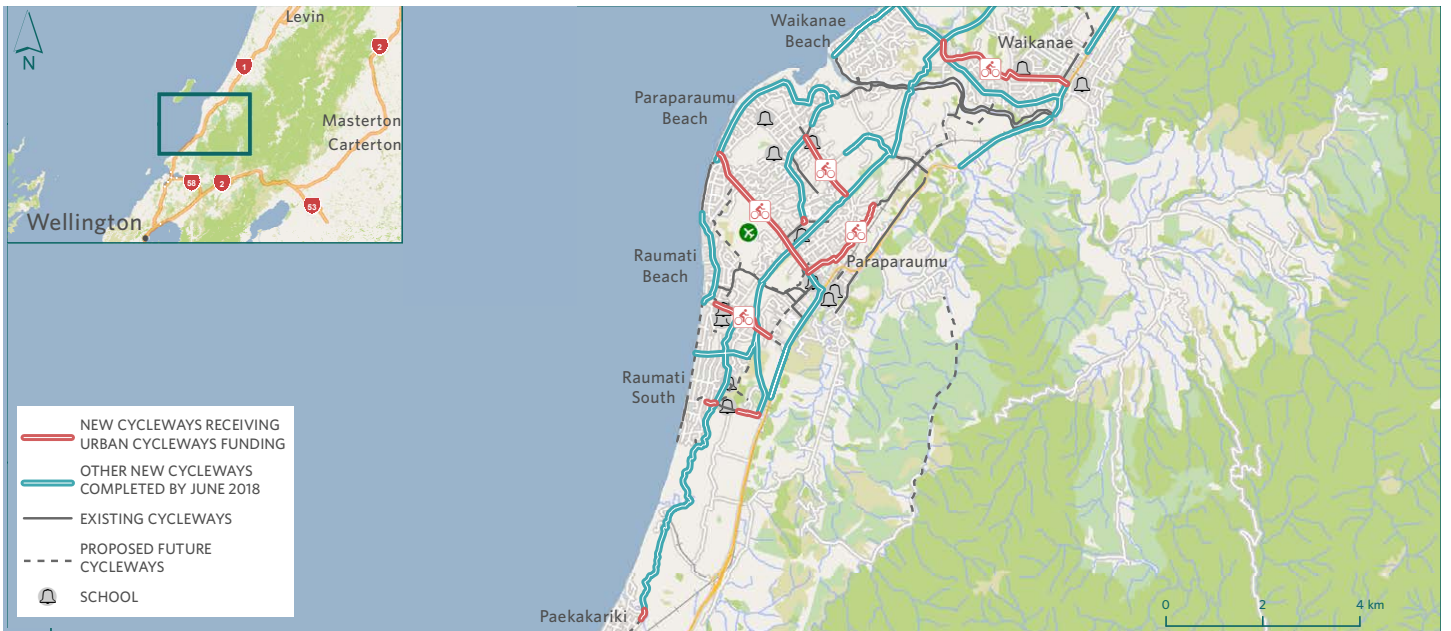 N
Levin
2
1
Masterton
Carterton
58
2
53
Wellington
Waikanae
Beach
Waikanae
Paraparaumu
Beach
Raumati
Beach
Paraparaumu
Raumati
South
Paekakariki
NEW CYCLEWAYS RECEIVING
URBAN CYCLEWAYS FUNDING
OTHER NEW CYCLEWAYS
COMPLETED BY JUNE 2018
EXISTING CYCLEWAYS
PROPOSED FUTURE
CYCLEWAYS
SCHOOL
0 2 4 km